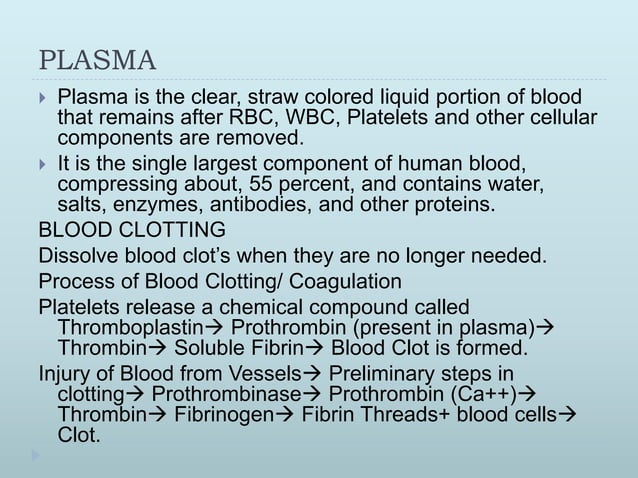 PLASMA
Plasma is the clear, straw colored liquid portion of blood
that remains after RBC, WBC, Platelets and other cellular
components are removed.
It is the single largest component of human blood,
compressing about, 55 percent, and contains water,
salts, enzymes, antibodies, and other proteins.
BLOOD CLOTTING
Dissolve blood clot’s when they are no longer needed.
Process of Blood Clotting/ Coagulation
Platelets release a chemical compound called
Thromboplastin→ Prothrombin (present in plasma)→
Thrombin→ Soluble Fibrin→ Blood Clot is formed.
Injury of Blood from Vessels→ Preliminary steps in
clotting→ Prothrombinase→ Prothrombin (Ca++)→
Thrombin→ Fibrinogen→ Fibrin Threads+ blood cells→
Clot.